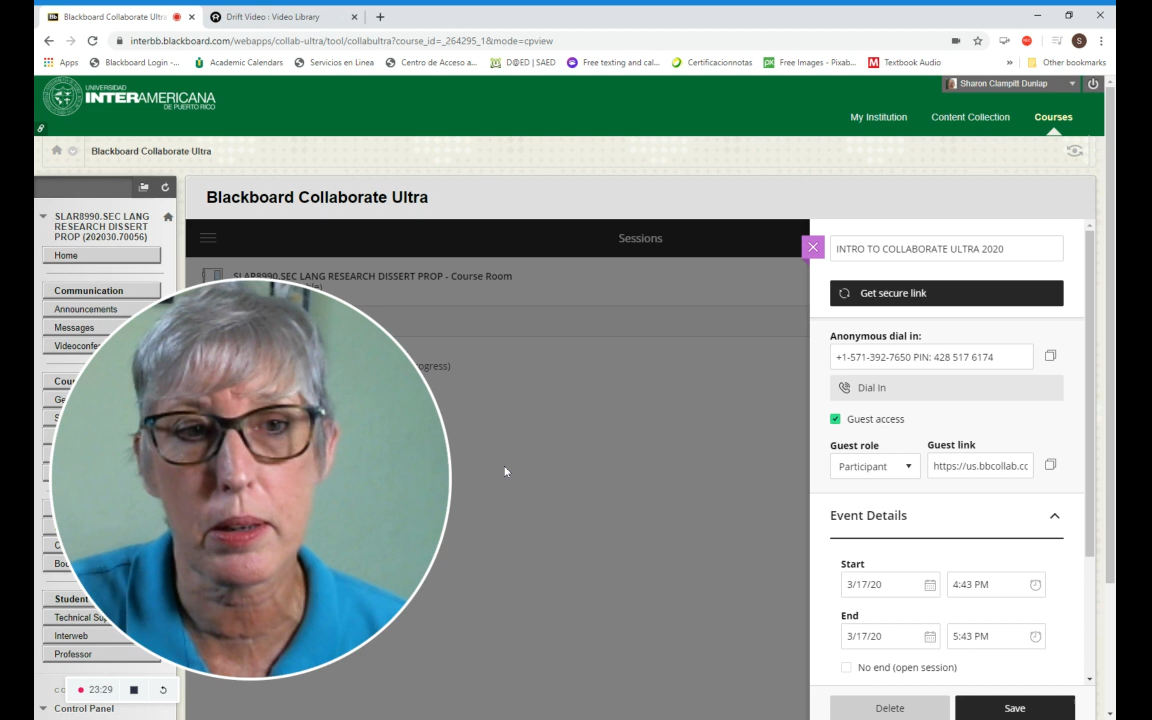 Blackboard Collaborate Ultra
Drift Video : Video Library
interbb.blackboard.com/webapps/collab-ultra/tool/collabultra?course_id=_264295_1&mode=cpview
Apps
Blackboard Login -...
Academic Calendars
Servicios en Linea
Centro de Acceso a...
D@ED | SAED
Free texting and cal...
Certificacionnotas
Free Images - Pixab...
Textbook Audio
»
Other bookmarks
UNIVERSIDAD
INTERAMERICANA
DE PUERTO RICO
Sharon Clampitt Dunlap
My Institution
Content Collection
Courses
Blackboard Collaborate Ultra
SLAR8990.SEC LANG
RESEARCH DISSERT
PROP (202030.70056)
Home
Communication
Announcements
Messages
Videoconfe
Cou
Student
Technical Sup
Interweb
Professor
23:29
Control Panel
Blackboard Collaborate Ultra
Sessions
SLAR8990.SEC LANG RESEARCH DISSERT PROP - Course Room
ogress)
INTRO TO COLLABORATE ULTRA 2020
Get secure link
Anonymous dial in:
+1-571-392-7650 PIN: 428 517 6174
Dial In
Guest access
Guest role
Guest link
Participant
https://us.bbcollab.cc
Event Details
Start
3/17/20
4:43 PM
End
3/17/20
5:43 PM
No end (open session)
Delete
Save